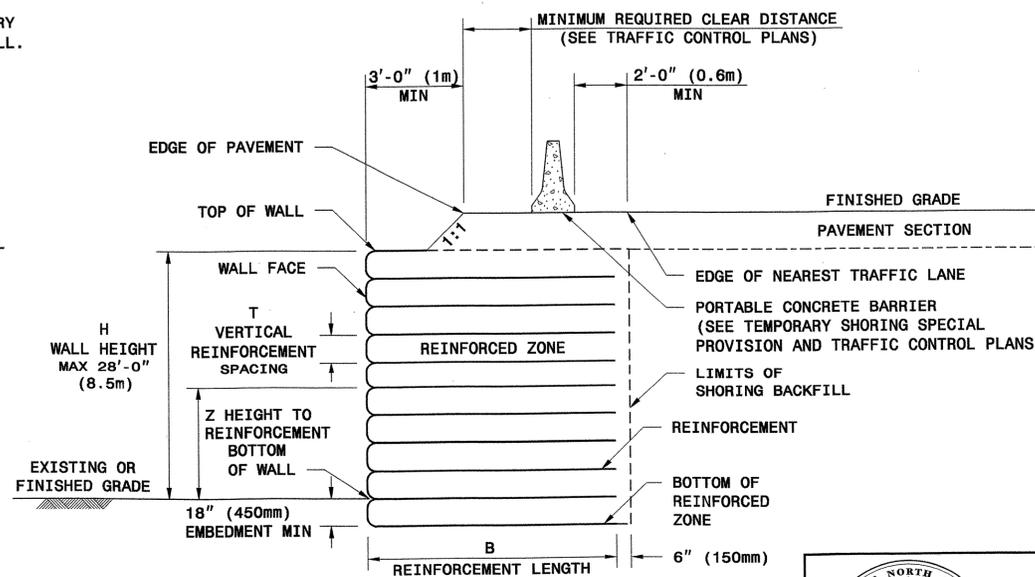 RY
LL.
MINIMUM REQUIRED CLEAR DISTANCE
(SEE TRAFFIC CONTROL PLANS)
3'-0" (1m)
MIN
2'-0" (0.6m)
MIN
EDGE OF PAVEMENT
TOP OF WALL
1:1
FINISHED GRADE
PAVEMENT SECTION
WALL FACE
EDGE OF NEAREST TRAFFIC LANE
PORTABLE CONCRETE BARRIER
(SEE TEMPORARY SHORING SPECIAL
PROVISION AND TRAFFIC CONTROL PLANS
T
VERTICAL
REINFORCEMENT
SPACING
REINFORCED ZONE
H
WALL HEIGHT
MAX 28'-0"
(8.5m)
LIMITS OF
SHORING BACKFILL
Z HEIGHT TO
REINFORCEMENT
BOTTOM
OF WALL
REINFORCEMENT
EXISTING OR
FINISHED GRADE
BOTTOM OF
REINFORCED
ZONE
18" (450mm)
EMBEDMENT MIN
B
REINFORCEMENT LENGTH
6" (150mm)
NORTH